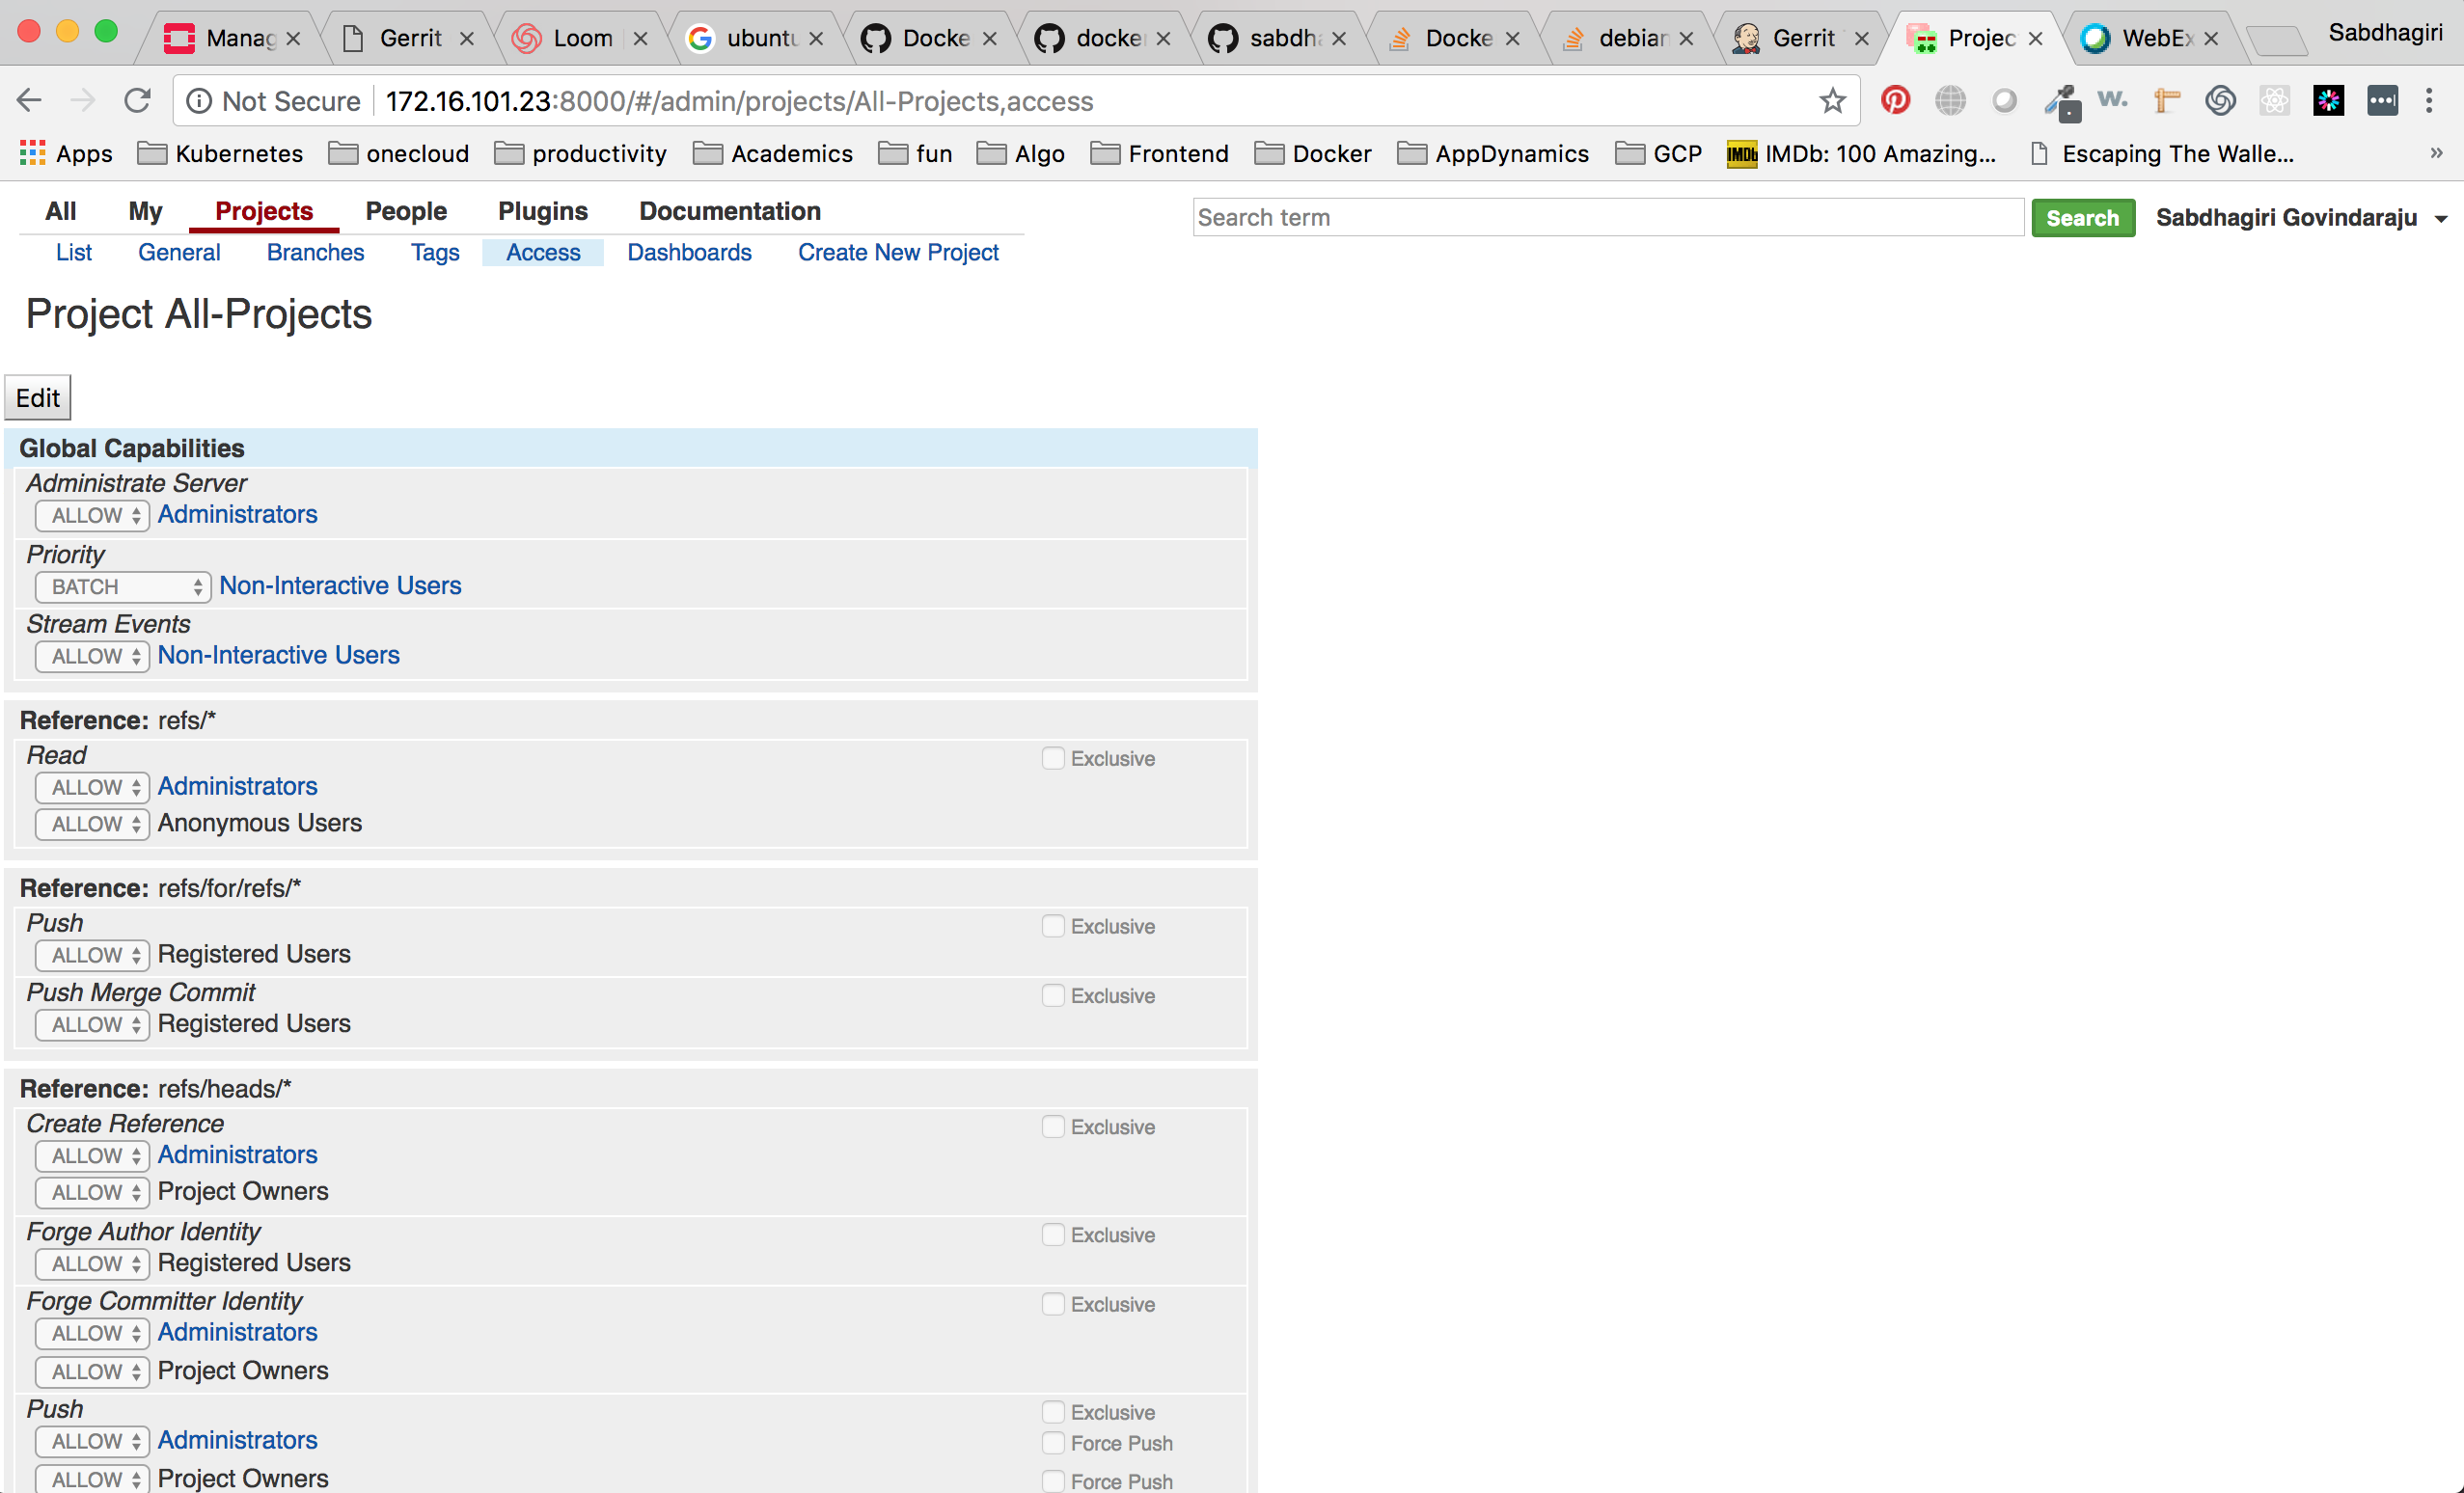 Manag Gerrit Loom ubuntu Docke docke sabdha Docke debian Gerrit Projec WebEx Sabdhagiri
Not Secure 172.16.101.23:8000/#/admin/projects/All-Projects,access
Apps Kubernetes onecloud productivity Academics fun Algo Frontend Docker AppDynamics GCP IMDb IMDb: 100 Amazing... Escaping The Walle... »
All My Projects People Plugins Documentation Search term Search Sabdhagiri Govindaraju
List General Branches Tags Access Dashboards Create New Project
Project All-Projects
Edit
Global Capabilities
Administrate Server
ALLOW Administrators
Priority
BATCH Non-Interactive Users
Stream Events
ALLOW Non-Interactive Users
Reference: refs/*
Read Exclusive
ALLOW Administrators
ALLOW Anonymous Users
Reference: refs/for/refs/*
Push Exclusive
ALLOW Registered Users
Push Merge Commit Exclusive
ALLOW Registered Users
Reference: refs/heads/*
Create Reference Exclusive
ALLOW Administrators
ALLOW Project Owners
Forge Author Identity Exclusive
ALLOW Registered Users
Forge Committer Identity Exclusive
ALLOW Administrators
ALLOW Project Owners
Push Exclusive
ALLOW Administrators Force Push
ALLOW Project Owners Force Push